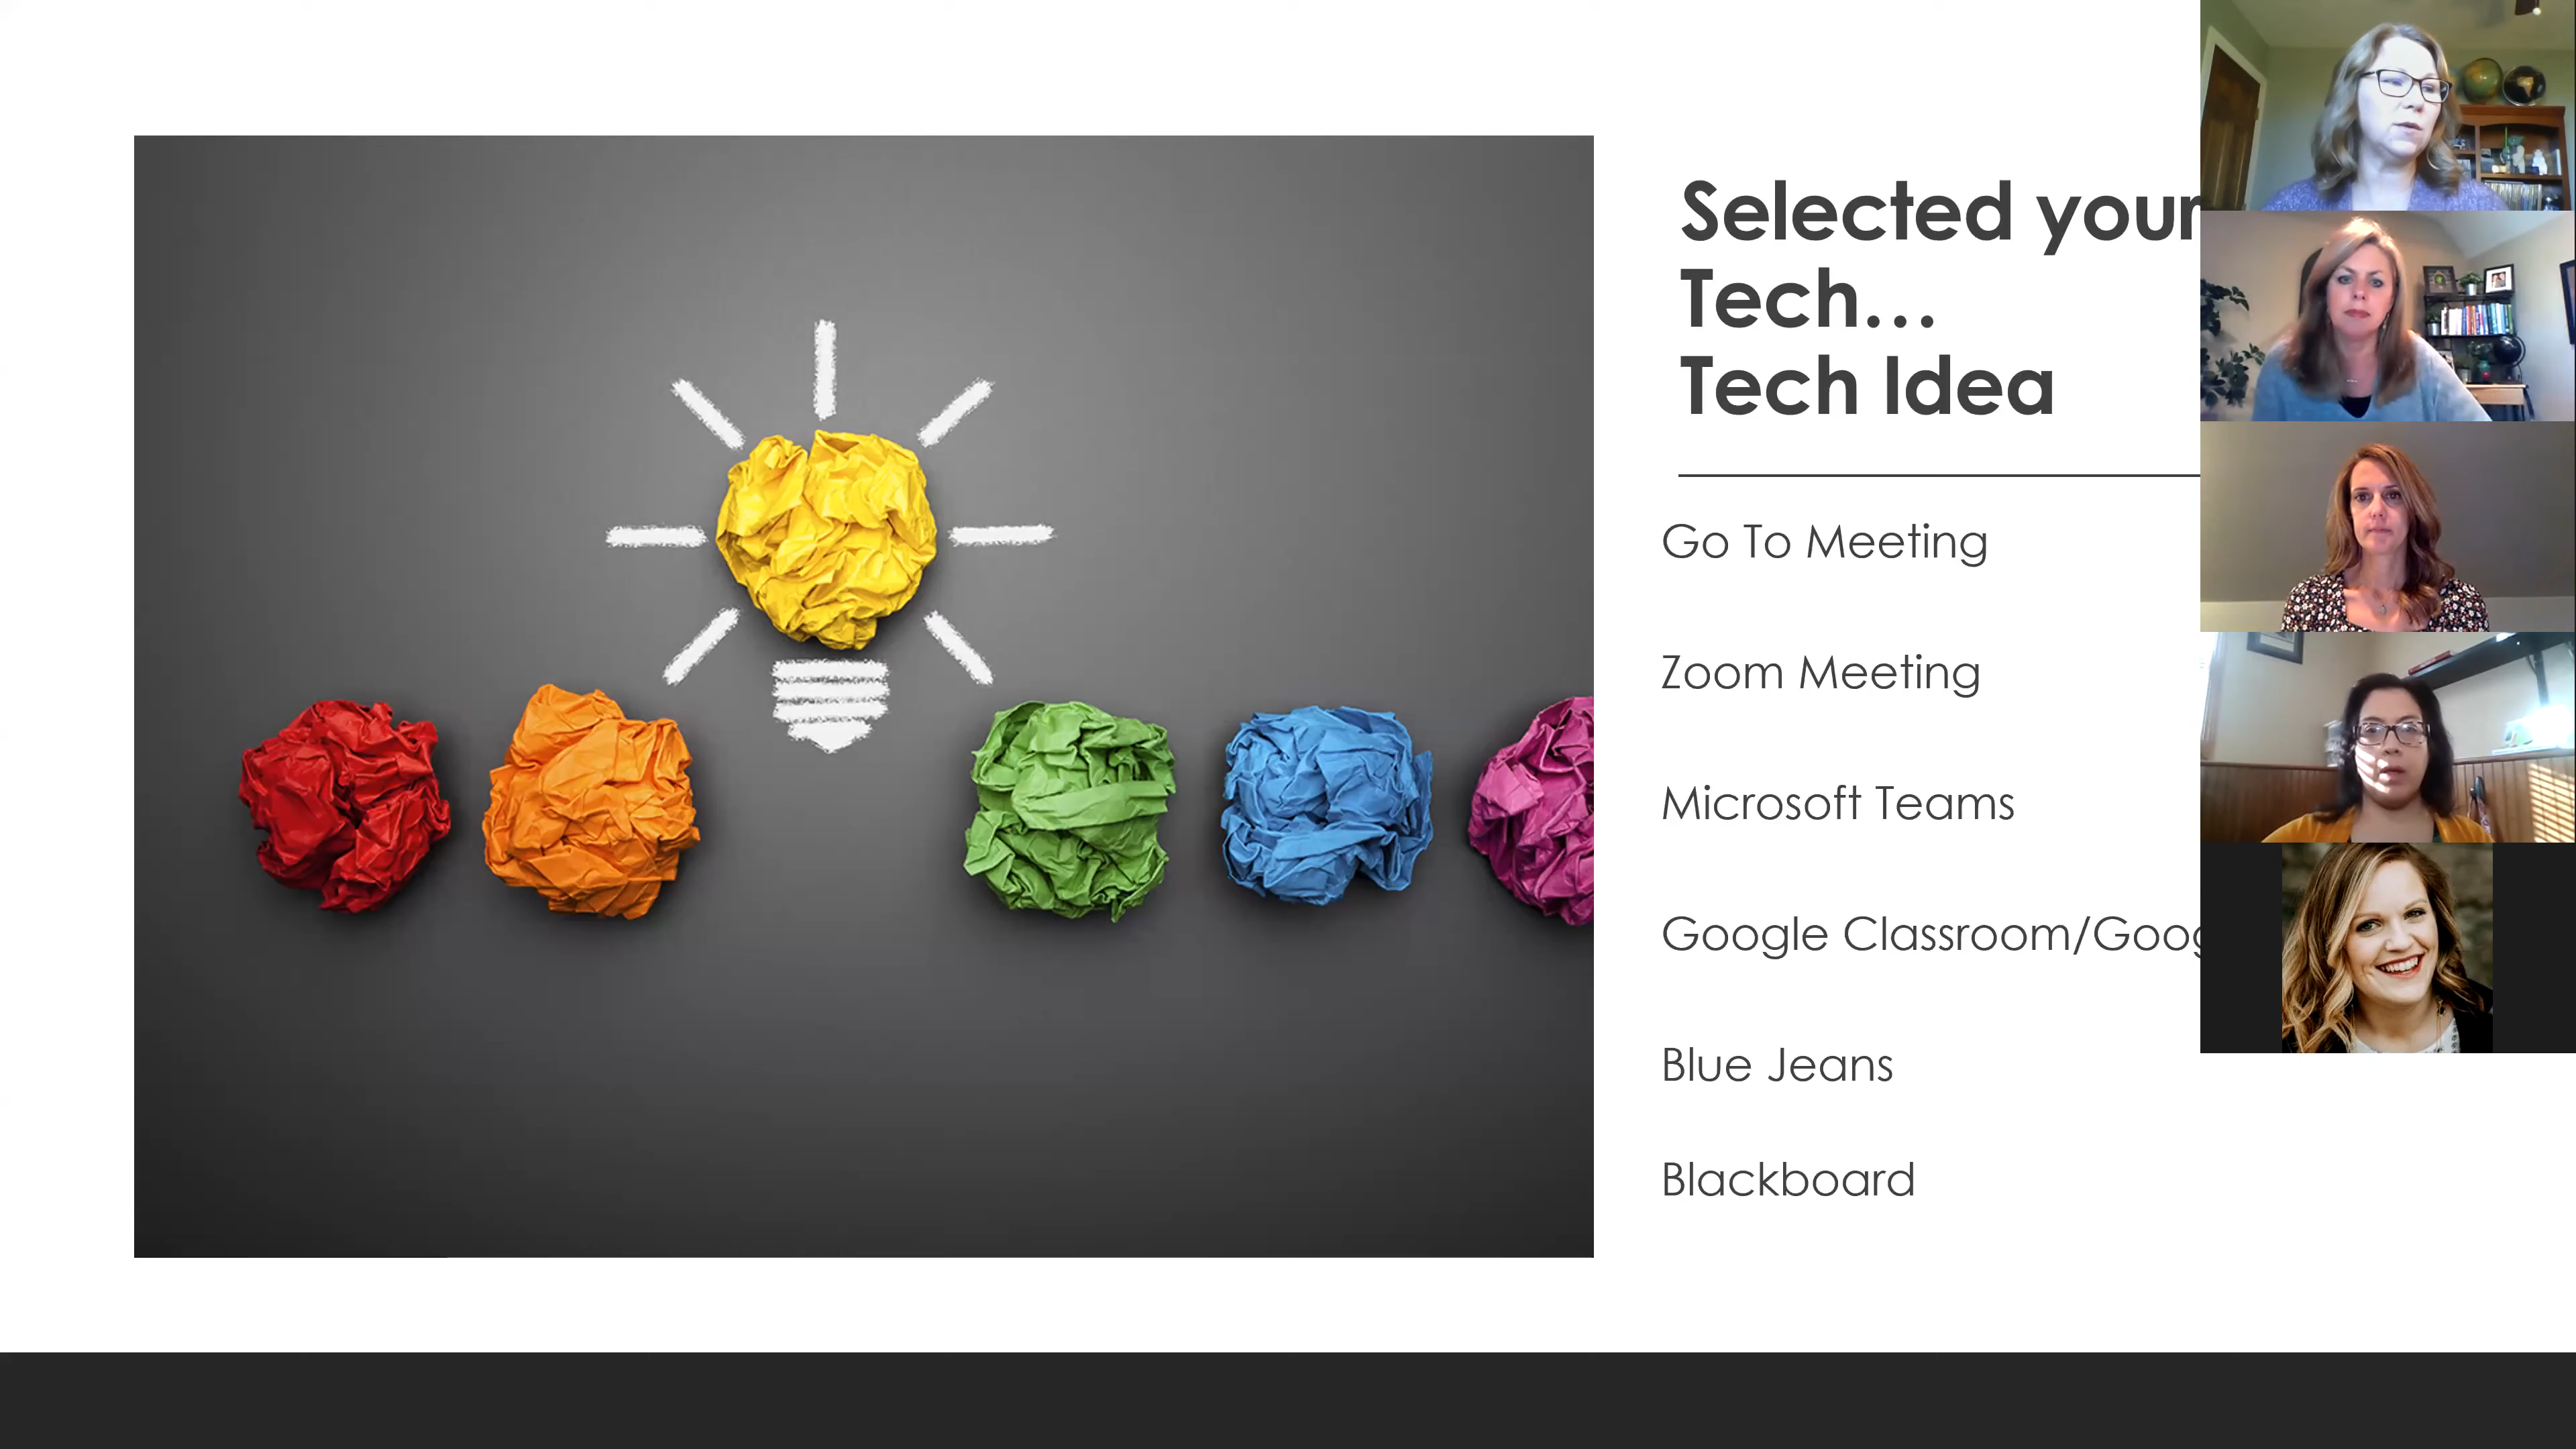 Selected your
Tech...
Tech Idea
Go To Meeting
Zoom Meeting
Microsoft Teams
Google Classroom/
Blue Jeans
Blackboard